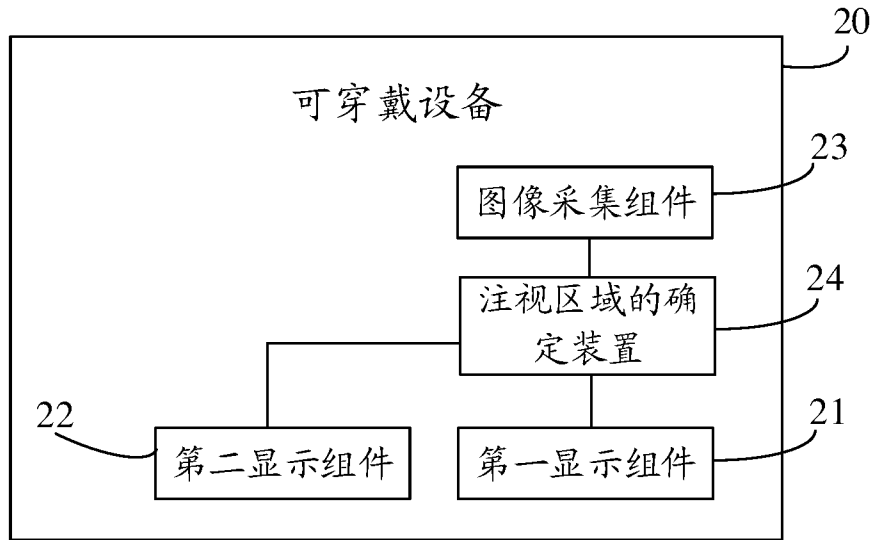 20
可穿戴设备
23
图像采集组件
24
注视区域的确
定装置
22
21
第二显示组件
第一显示组件